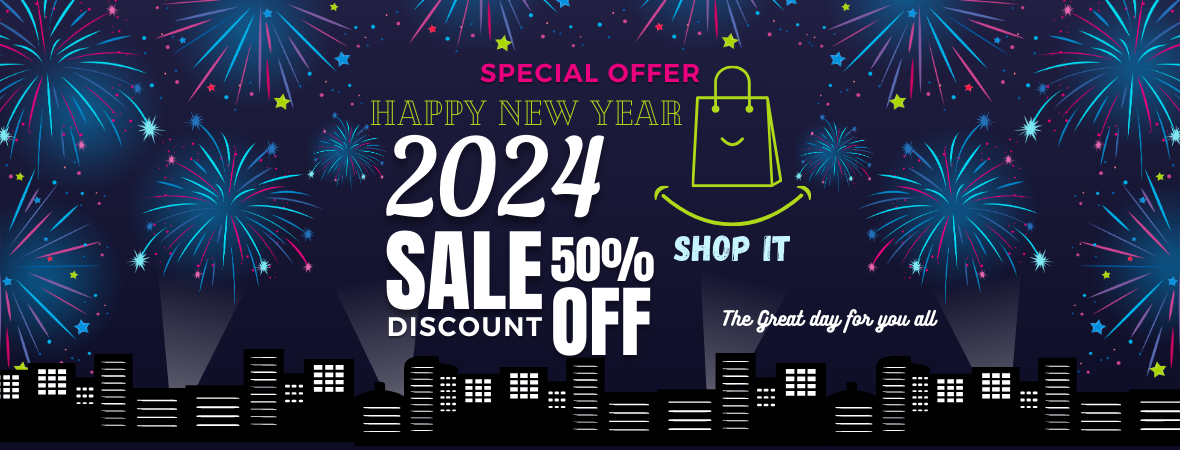 SPECIAL OFFER
HAPPY NEW YEAR
2024
SALE
50%
OFF
DISCOUNT
SHOP IT
The Great day for you all